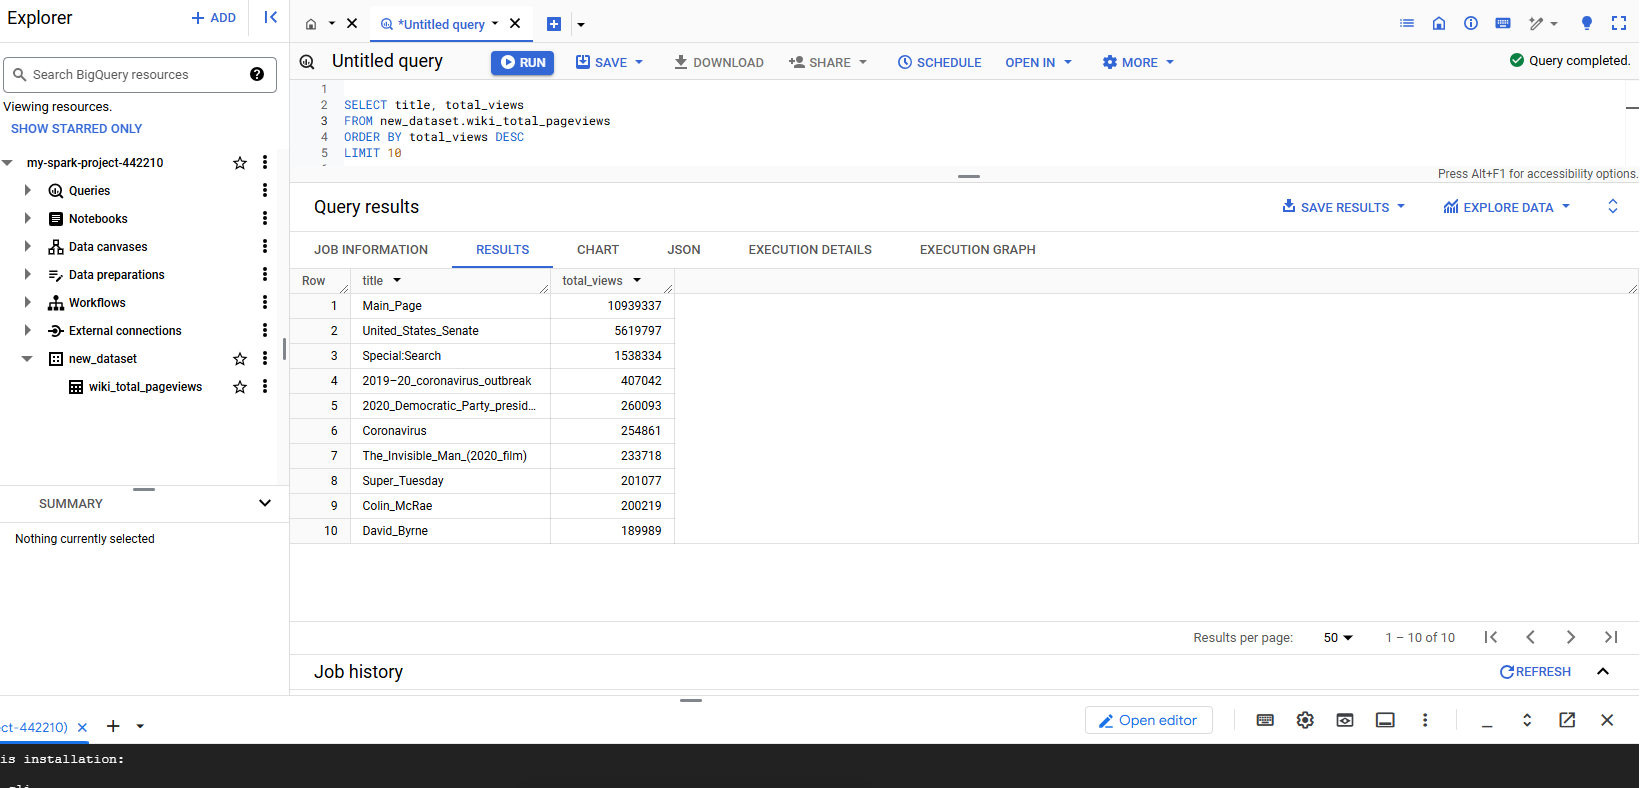 Explorer
+ ADD
*Untitled query
Search BigQuery resources
?
Viewing resources.
SHOW STARRED ONLY
my-spark-project-442210
Queries
Notebooks
Data canvases
Data preparations
Workflows
External connections
new_dataset
wiki_total_pageviews
SUMMARY
Nothing currently selected
Untitled query
RUN
SAVE
DOWNLOAD
SHARE
SCHEDULE
OPEN IN
MORE
Query completed.
1
2 SELECT title, total_views
3 FROM new_dataset.wiki_total_pageviews
4 ORDER BY total_views DESC
5 LIMIT 10
Press Alt+F1 for accessibility options.
Query results
SAVE RESULTS
EXPLORE DATA
JOB INFORMATION RESULTS CHART JSON EXECUTION DETAILS EXECUTION GRAPH
Row title total_views
1 Main_Page 10939337
2 United_States_Senate 5619797
3 Special:Search 1538334
4 2019–20_coronavirus_outbreak 407042
5 2020_Democratic_Party_presid... 260093
6 Coronavirus 254861
7 The_Invisible_Man_(2020_film) 233718
8 Super_Tuesday 201077
9 Colin_McRae 200219
10 David_Byrne 189989
Results per page: 50 1 – 10 of 10
Job history
REFRESH
ct-442210)
Open editor
is installation: